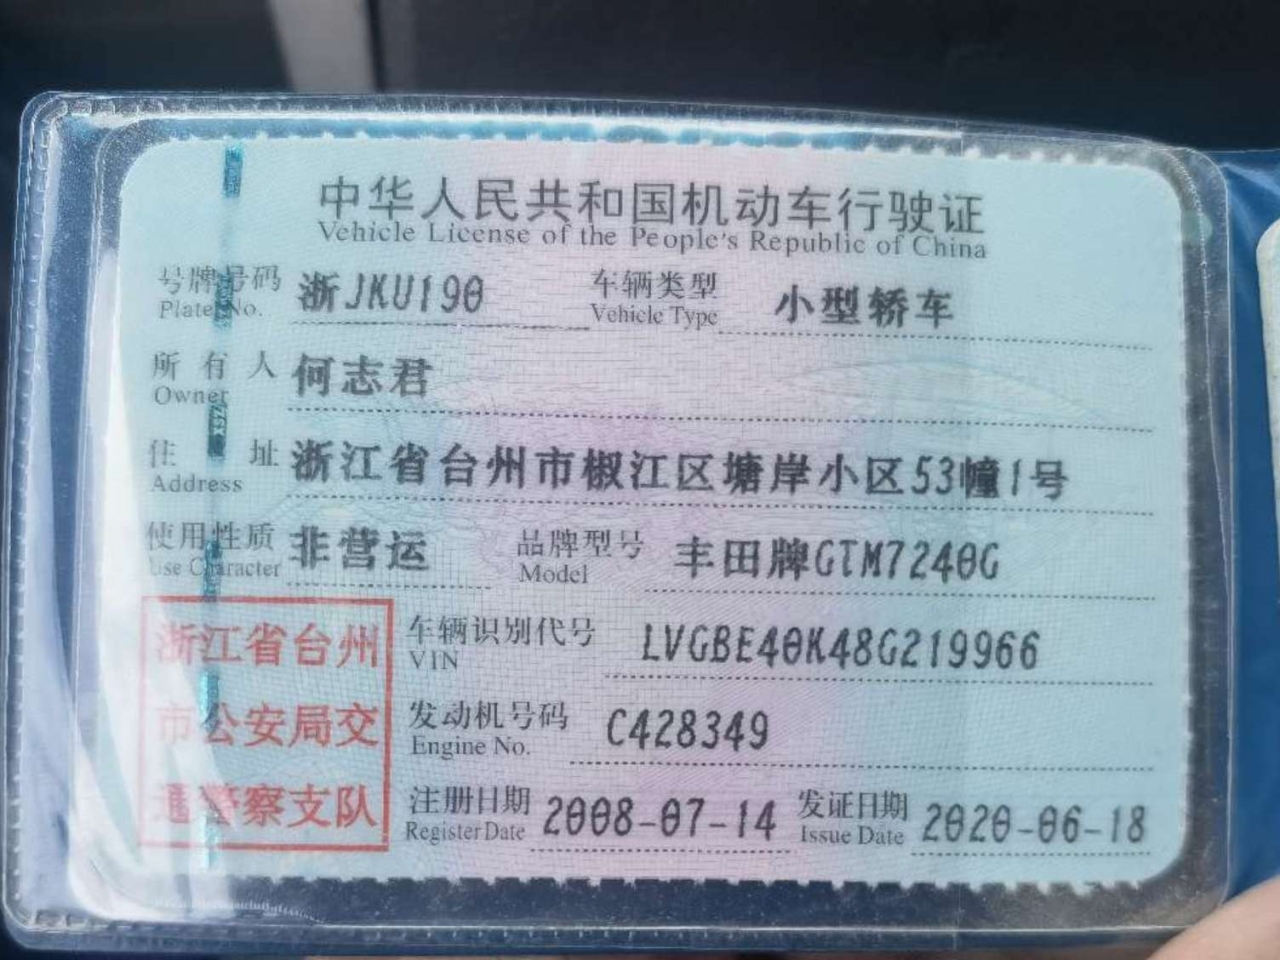 中华人民共和国机动车行驶证
Vehicle License of the People's Republic of China
号牌号码 浙JKU190 车辆类型 小型轿车
Plate No. Vehicle Type
所有人 何志君
Owner
住址 浙江省台州市椒江区塘岸小区53幢1号
Address
使用性质 非营运 品牌型号 丰田牌GTM7240G
Use Character Model
浙江省台州
市公安局交
通警察支队
车辆识别代号 LVGBE40K48G219966
VIN
发动机号码 C428349
Engine No.
注册日期 2008-07-14 发证日期 2020-06-18
Register Date Issue Date